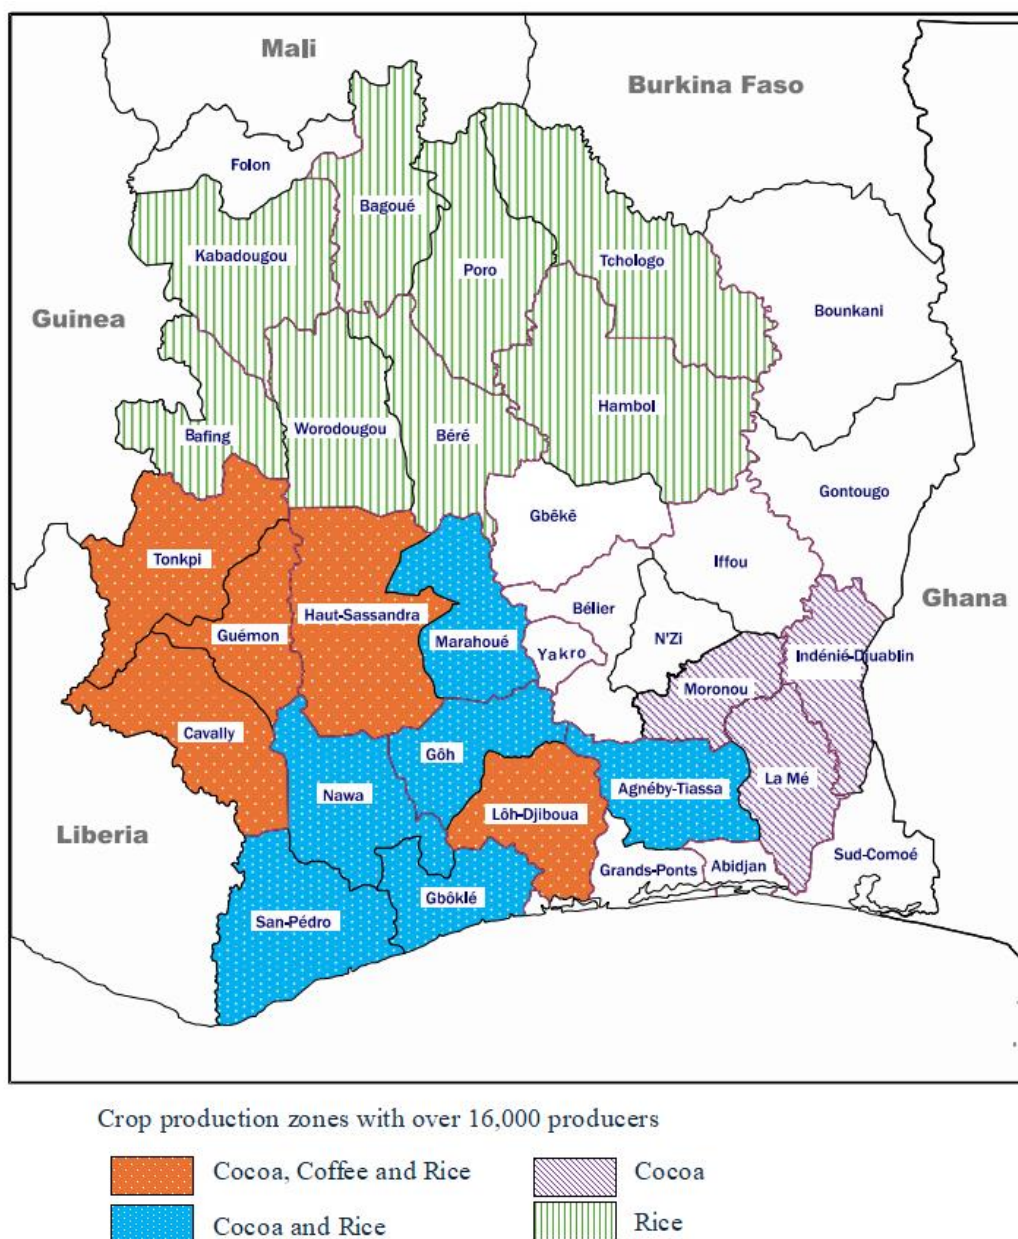 Mali
Burkina Faso
Folon
Bagoué
Kabadougou
Poro
Tchologo
Bounkani
Guinea
Hambol
Bafing
Worodougou
Béré
Gontougo
Gbêkê
Tonkpi
Iffou
Ghana
Haut-Sassandra
Bélier
Guémon
Marahoué
N'Zi
Yakro
Indénié-Djuablin
Moronou
Cavally
Gôh
La Mé
Nawa
Agnéby-Tiassa
Liberia
Lôh-Djiboua
Sud-Comoé
Grands-Ponts
Abidjan
Gbôklé
San-Pédro
Crop production zones with over 16,000 producers
Cocoa, Coffee and Rice
Cocoa
Cocoa and Rice
Rice